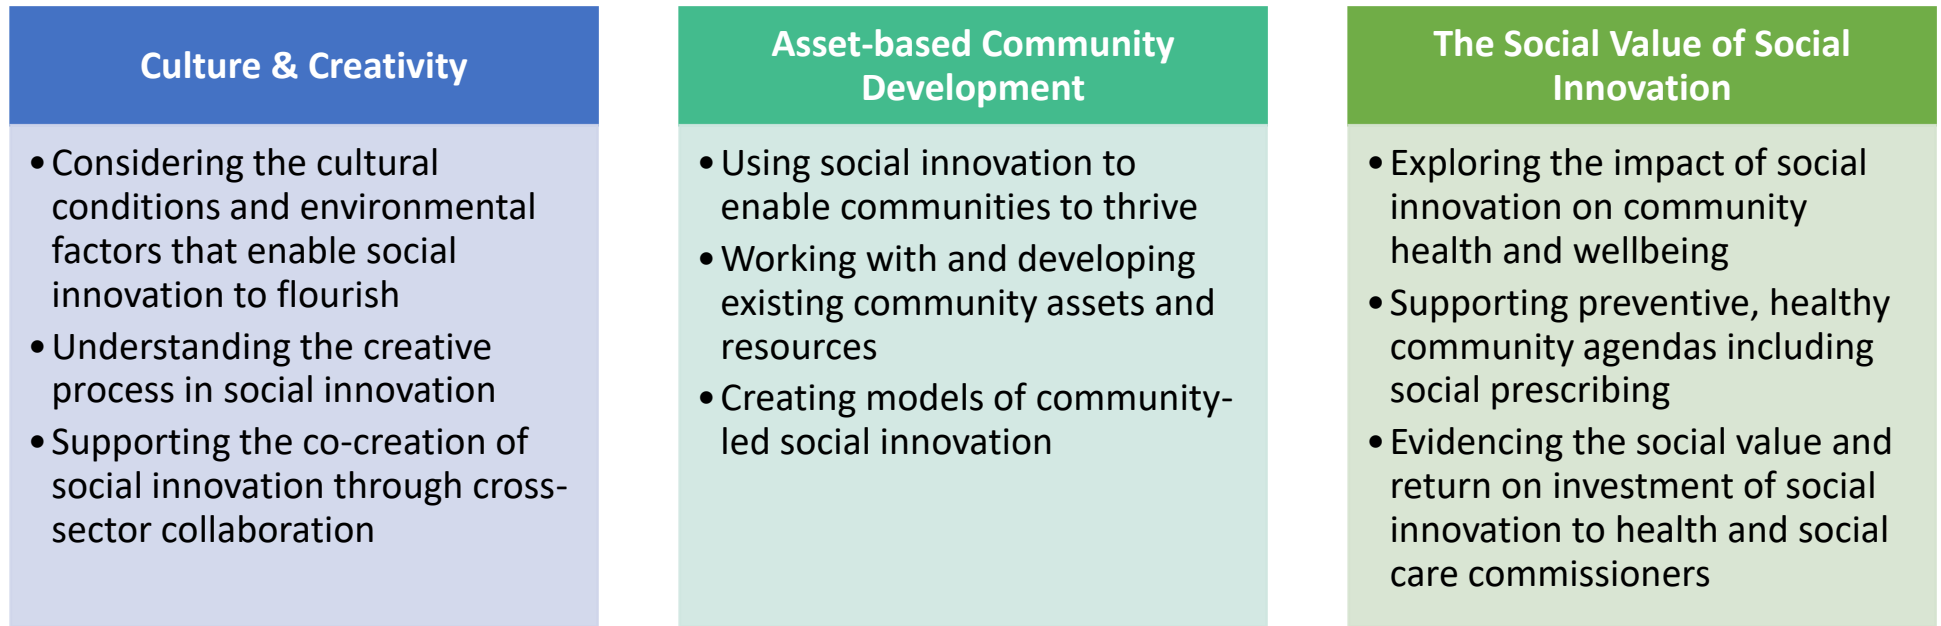 Culture & Creativity
• Considering the cultural
conditions and environmental
factors that enable social
innovation to flourish
• Understanding the creative
process in social innovation
• Supporting the co-creation of
social innovation through cross-
sector collaboration
Asset-based Community
Development
• Using social innovation to
enable communities to thrive
• Working with and developing
existing community assets and
resources
• Creating models of community-
led social innovation
The Social Value of Social
Innovation
• Exploring the impact of social
innovation on community
health and wellbeing
• Supporting preventive, healthy
community agendas including
social prescribing
• Evidencing the social value and
return on investment of social
innovation to health and social
care commissioners